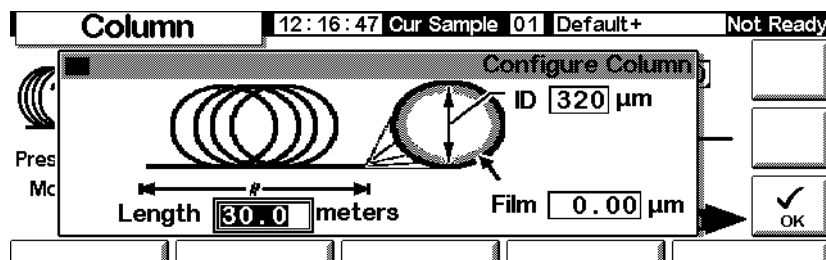 Column 12:16:47 Cur Sample 01 Default+ Not Ready
Configure Column
ID 320 µm
Pres
Mo
Length 30.0 meters
Film 0.00 µm
OK